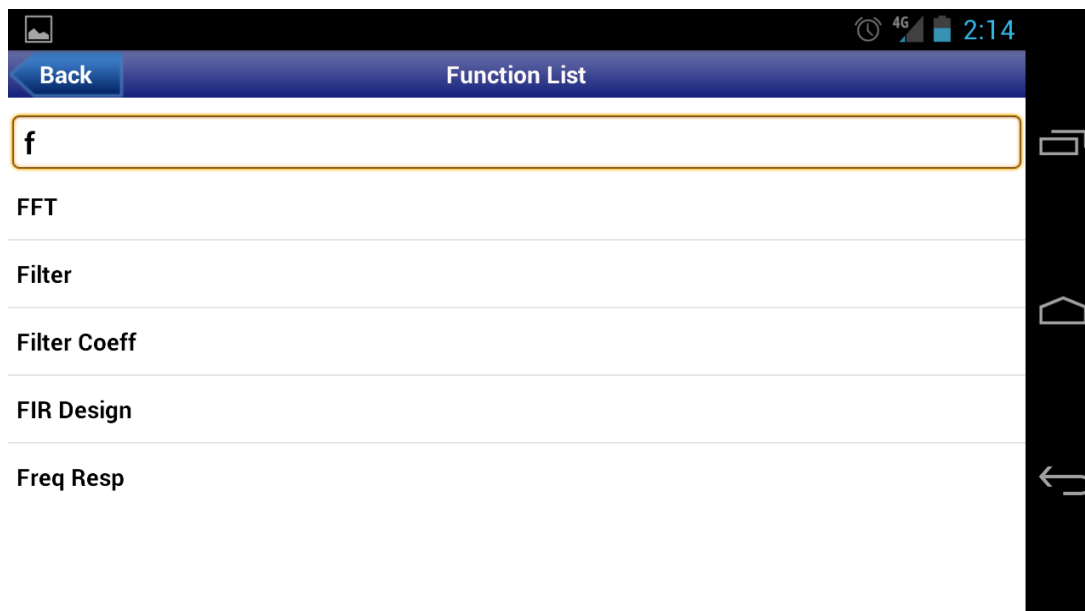 4G 2:14
Back Function List
f
FFT
Filter
Filter Coeff
FIR Design
Freq Resp